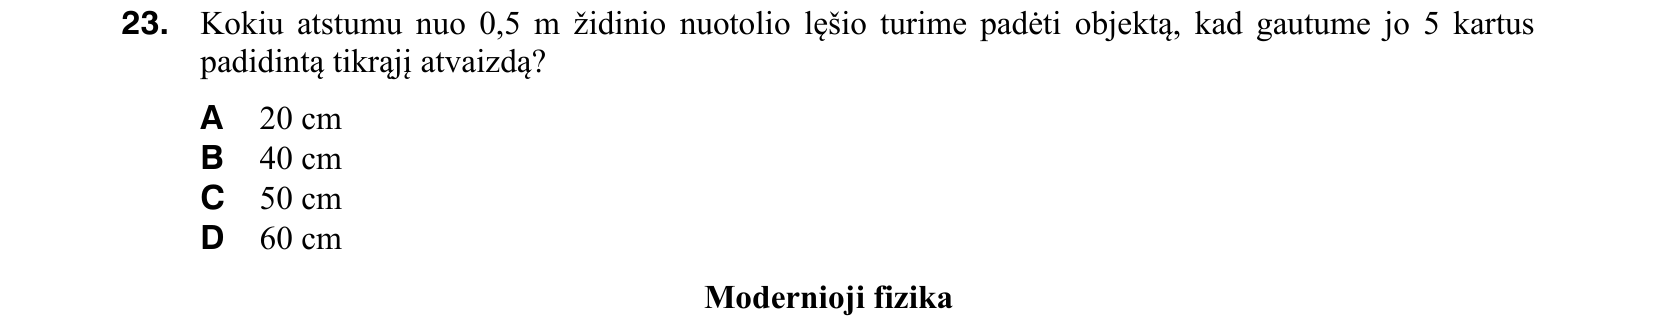 23. Kokiu atstumu nuo 0,5 m židinio nuotolio lęšio turime padėti objektą, kad gautume jo 5 kartus
padidintą tikrąjį atvaizdą?
A 20 cm
B 40 cm
C 50 cm
D 60 cm
Modernioji fizika